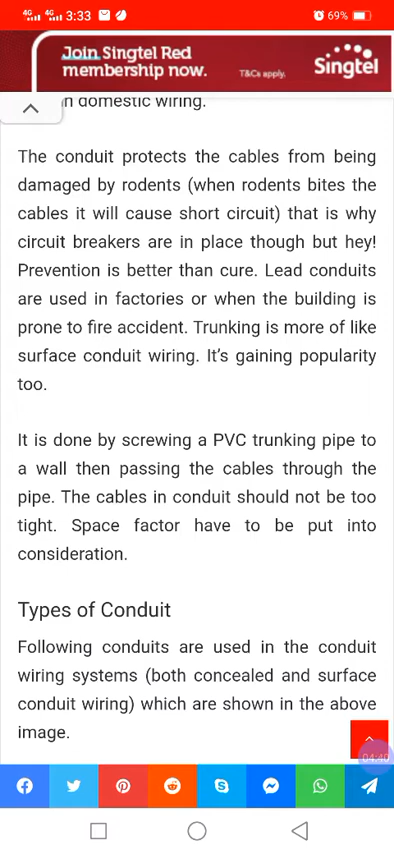 4G 4G 3:33 69%
Join Singtel Red
membership now.
T&Cs apply.
Singtel
n domestic wiring.
The conduit protects the cables from being
damaged by rodents (when rodents bites the
cables it will cause short circuit) that is why
circuit breakers are in place though but hey!
Prevention is better than cure. Lead conduits
are used in factories or when the building is
prone to fire accident. Trunking is more of like
surface conduit wiring. It’s gaining popularity
too.
It is done by screwing a PVC trunking pipe to
a wall then passing the cables through the
pipe. The cables in conduit should not be too
tight. Space factor have to be put into
consideration.
Types of Conduit
Following conduits are used in the conduit
wiring systems (both concealed and surface
conduit wiring) which are shown in the above
image.
04:40